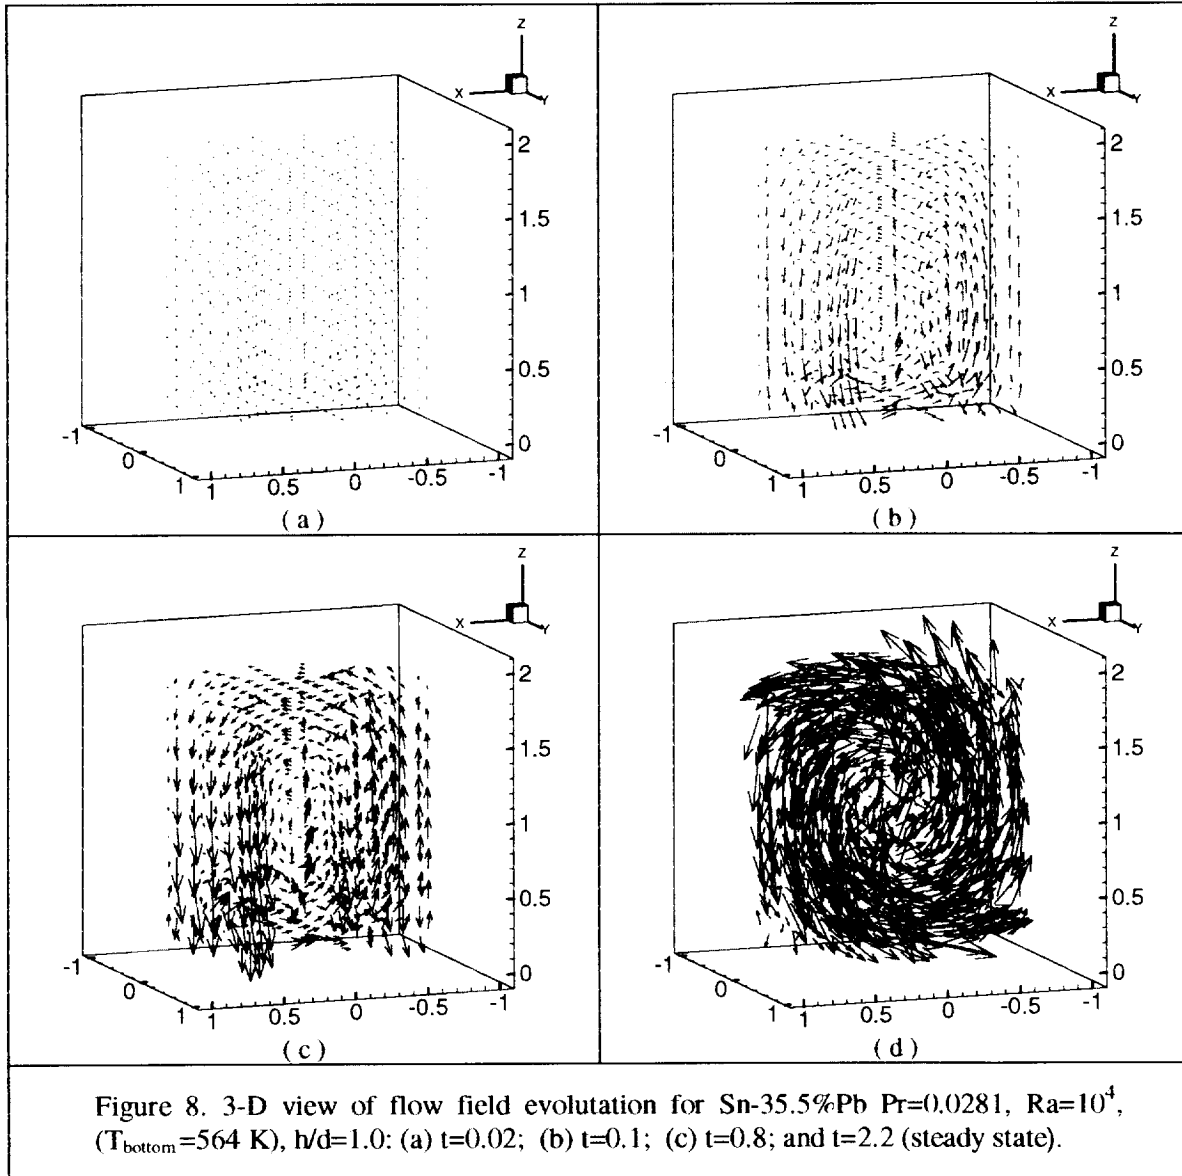 Z
X
Y
2
1.5
1
0.5
0
-1
0
1
1
0.5
0
-0.5
-1
(a)
Z
X
Y
2
1.5
1
0.5
0
-1
0
1
1
0.5
0
-0.5
-1
(b)
Z
X
Y
2
1.5
1
0.5
0
-1
0
1
1
0.5
0
-0.5
-1
(c)
Z
X
Y
2
1.5
1
0.5
0
-1
0
1
1
0.5
0
-0.5
-1
(d)
Figure 8. 3-D view of flow field evolutation for Sn-35.5%Pb Pr=0.0281, Ra=10⁴,
(T_bottom=564 K), h/d=1.0: (a) t=0.02; (b) t=0.1; (c) t=0.8; and t=2.2 (steady state).